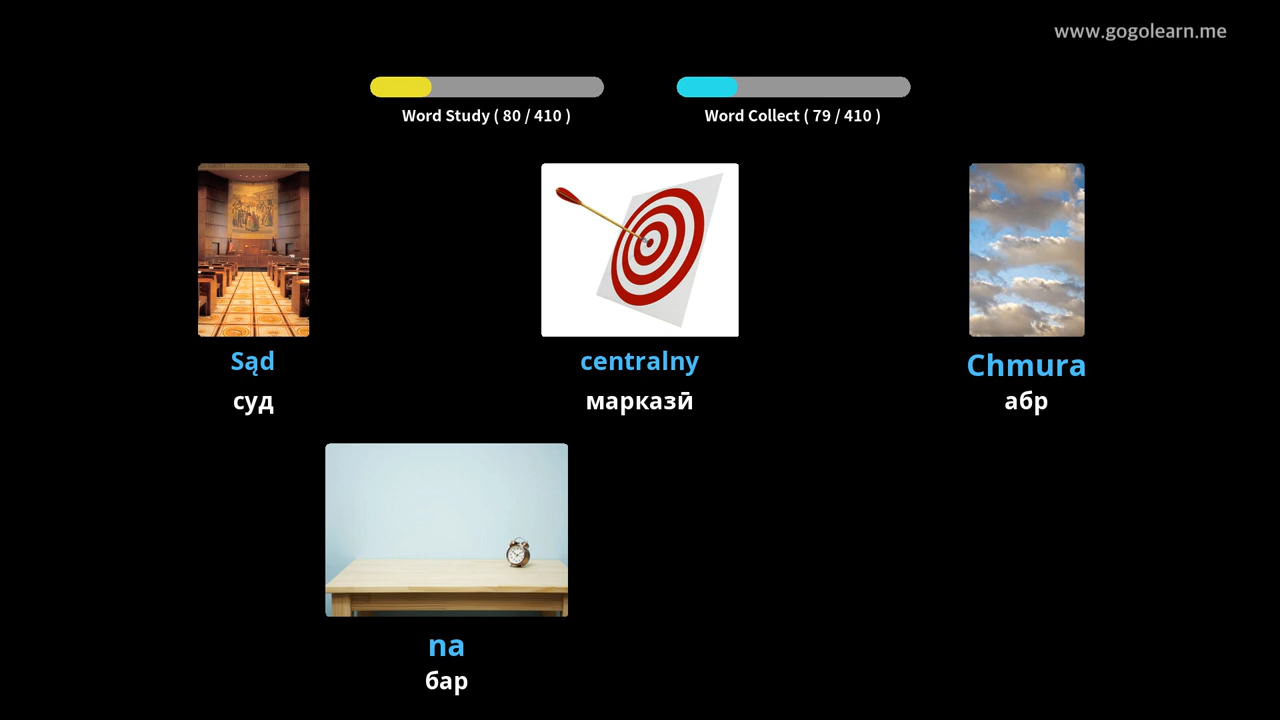 www.gogolearn.me
Word Study ( 80 / 410 )
Word Collect ( 79 / 410 )
Sąd
суд
centralny
марказӣ
Chmura
абр
na
бар